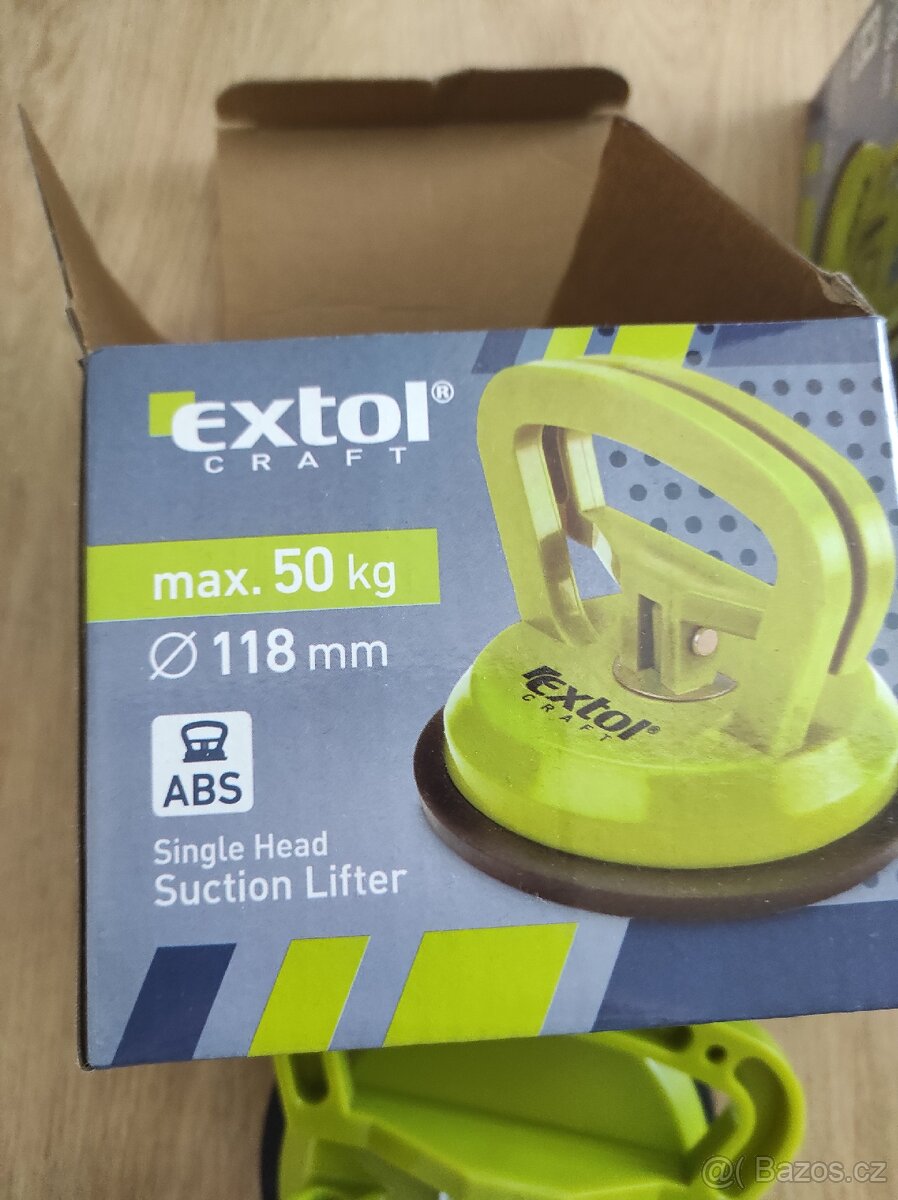 extol®
CRAFT
max. 50 kg
Ø 118 mm
ABS
Single Head
Suction Lifter
extol®
CRAFT
@( Bazos.cz